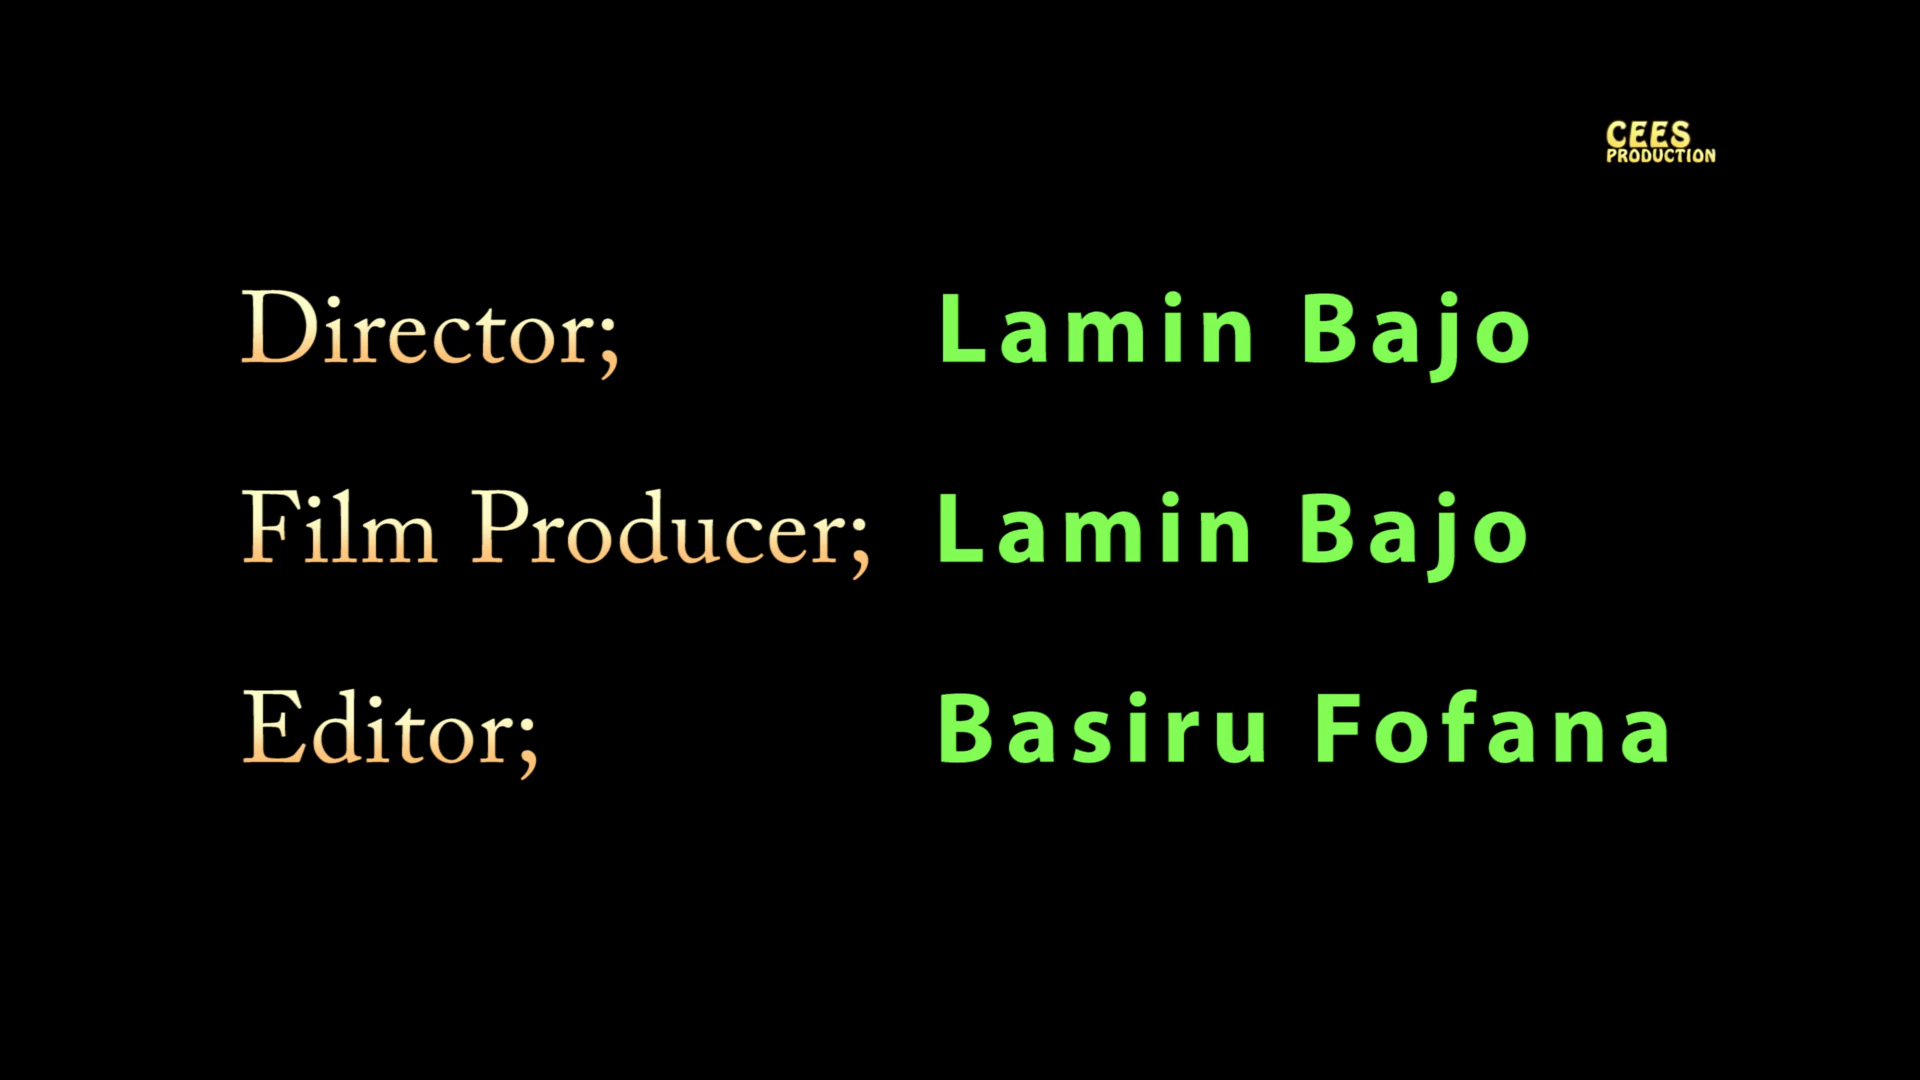 CEES
PRODUCTION
Director; Lamin Bajo
Film Producer; Lamin Bajo
Editor; Basiru Fofana